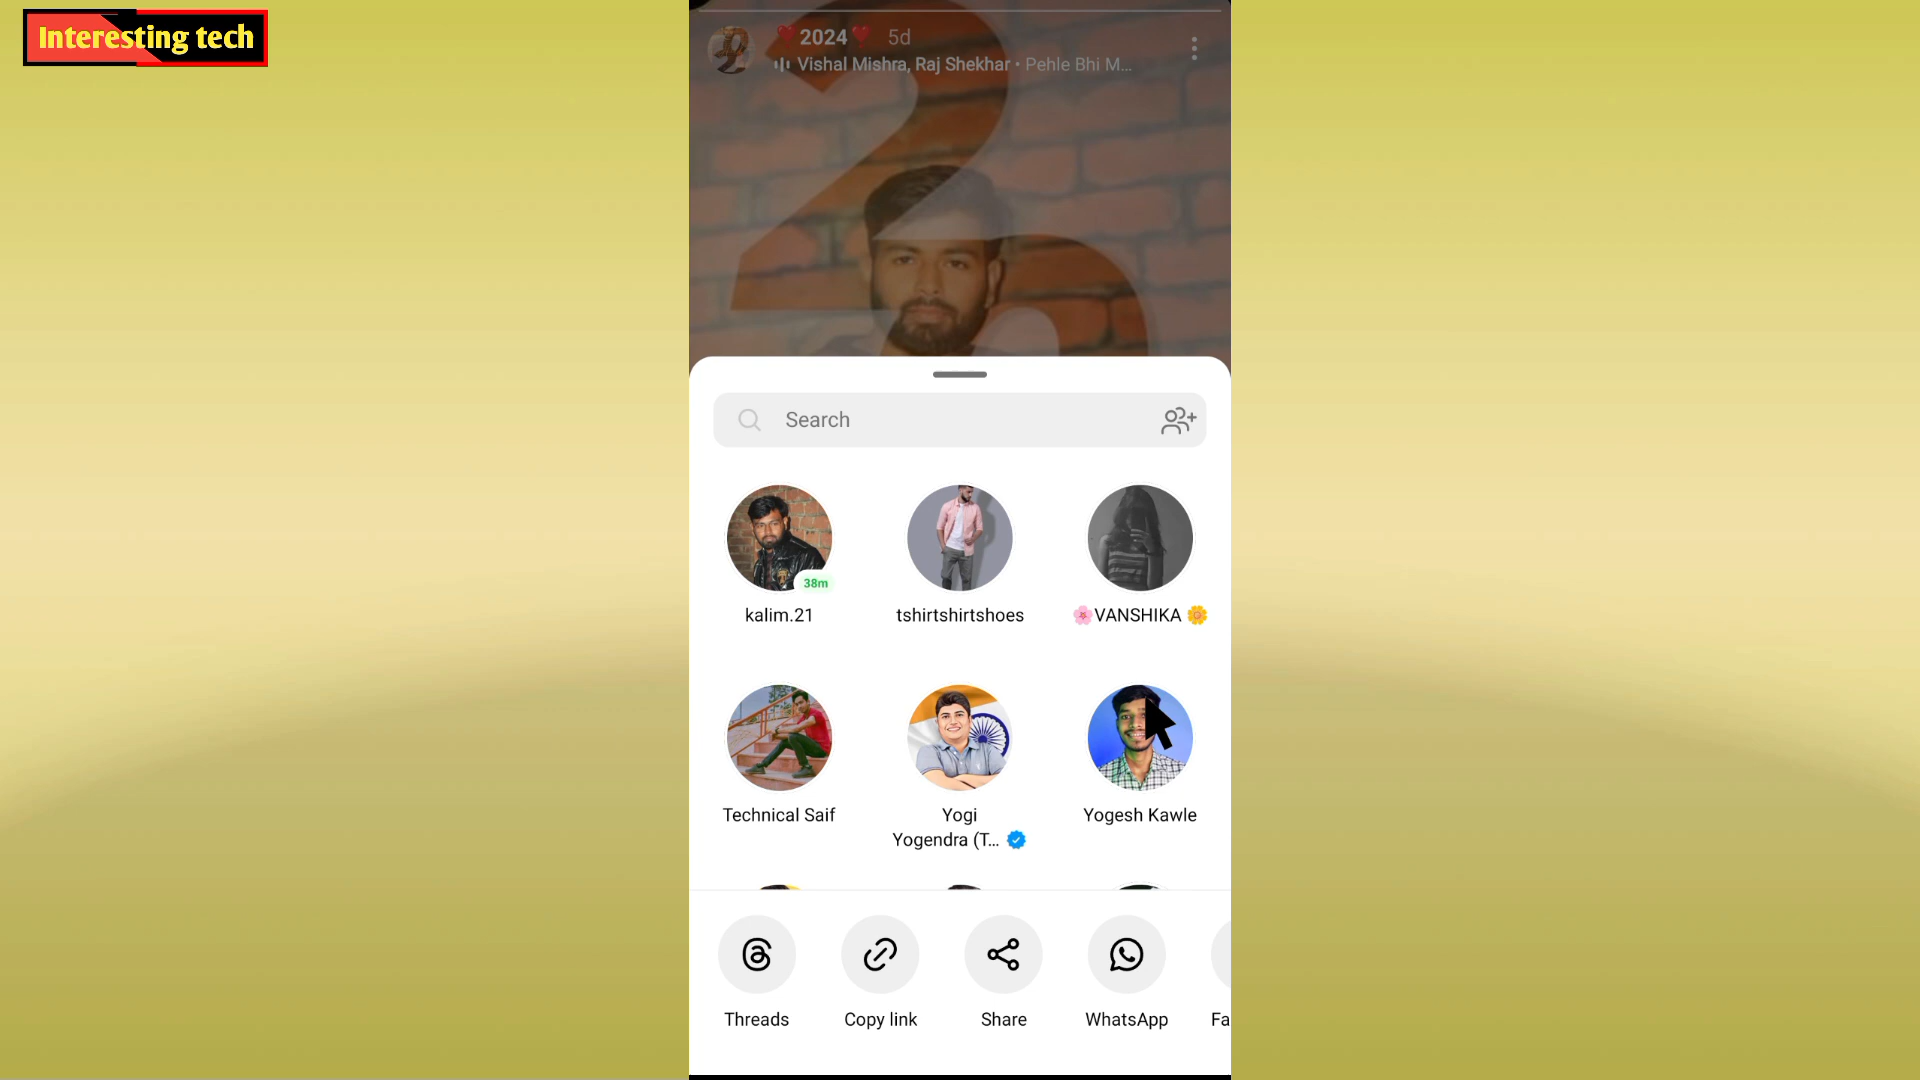 Interesting tech
❤️2024❤️ 5d
Vishal Mishra, Raj Shekhar • Pehle Bhi M...
Search
38m
kalim.21
tshirtshirtshoes
🌸VANSHIKA 🌼
Technical Saif
Yogi
Yogendra (T...
Yogesh Kawle
Threads
Copy link
Share
WhatsApp
Fa